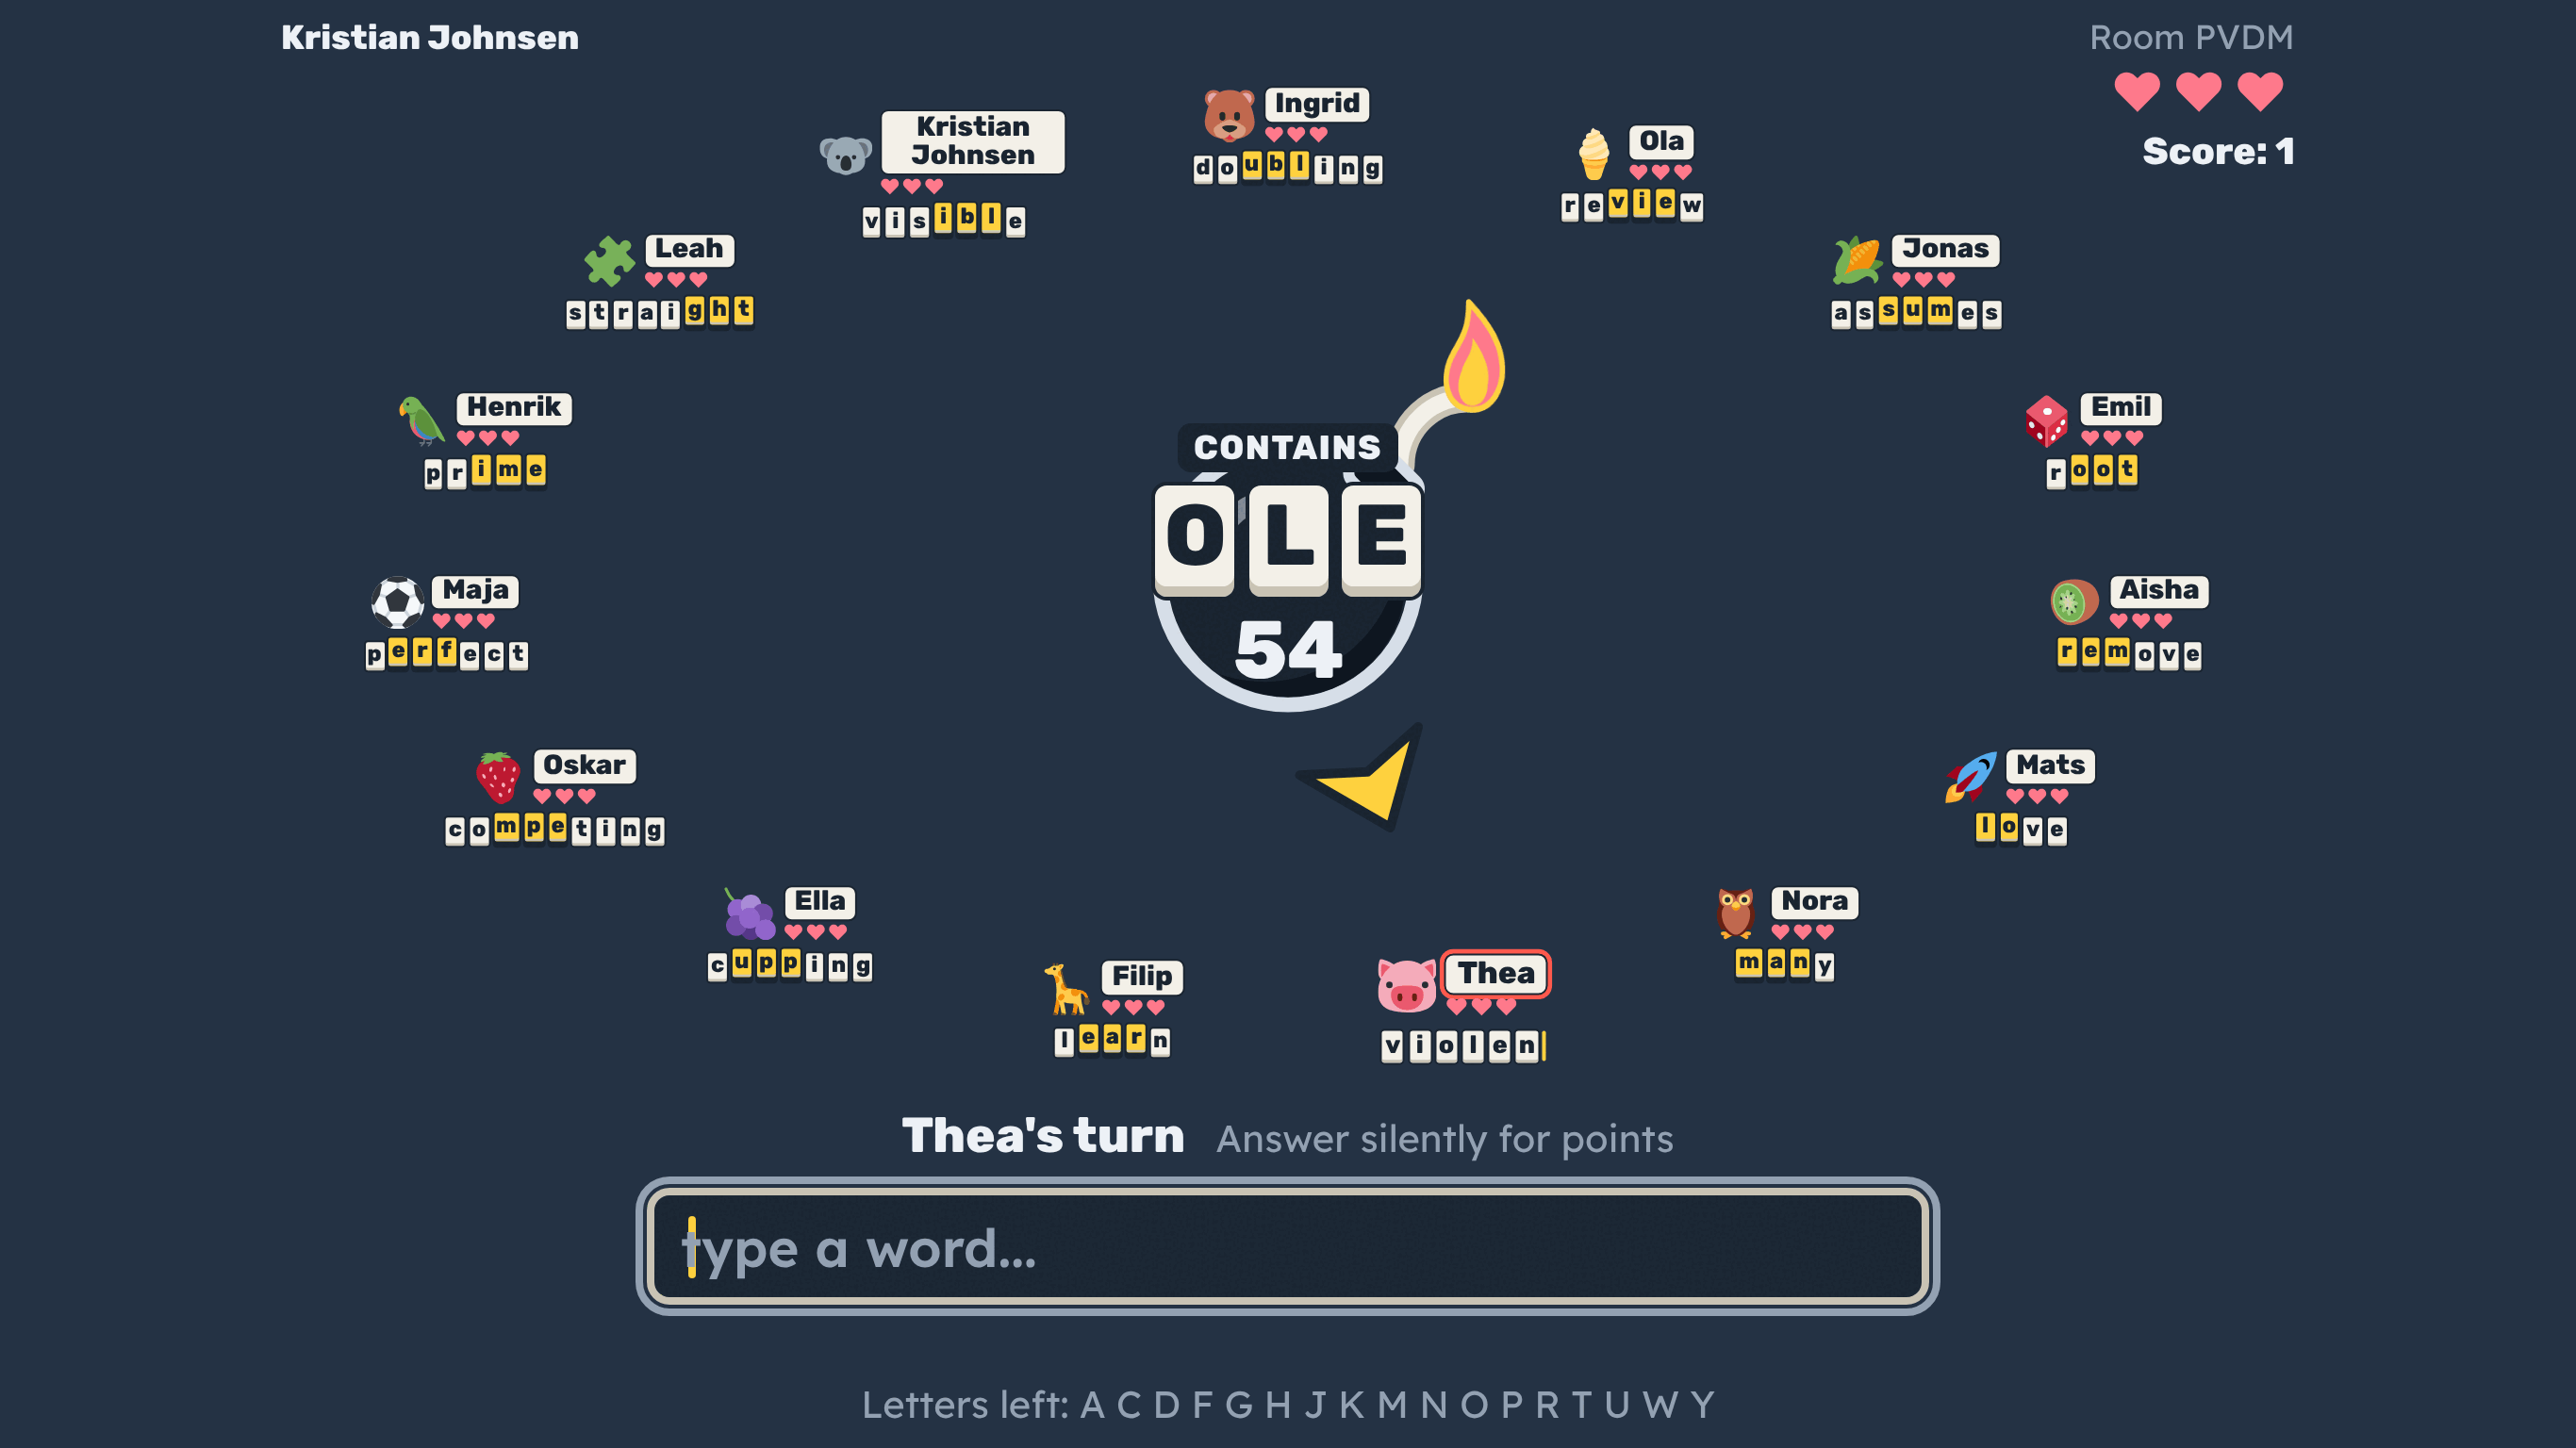 Kristian Johnsen
Room PVDM
Score: 1
Ingrid
doubling
Kristian
Johnsen
visible
Ola
review
Leah
straight
Jonas
assumes
Henrik
prime
Emil
root
CONTAINS
OLE
54
Maja
perfect
Aisha
remove
Oskar
competing
Mats
love
Ella
cupping
Nora
many
Filip
learn
Thea
violen
Thea's turn Answer silently for points
type a word...
Letters left: A C D F G H J K M N O P R T U W Y